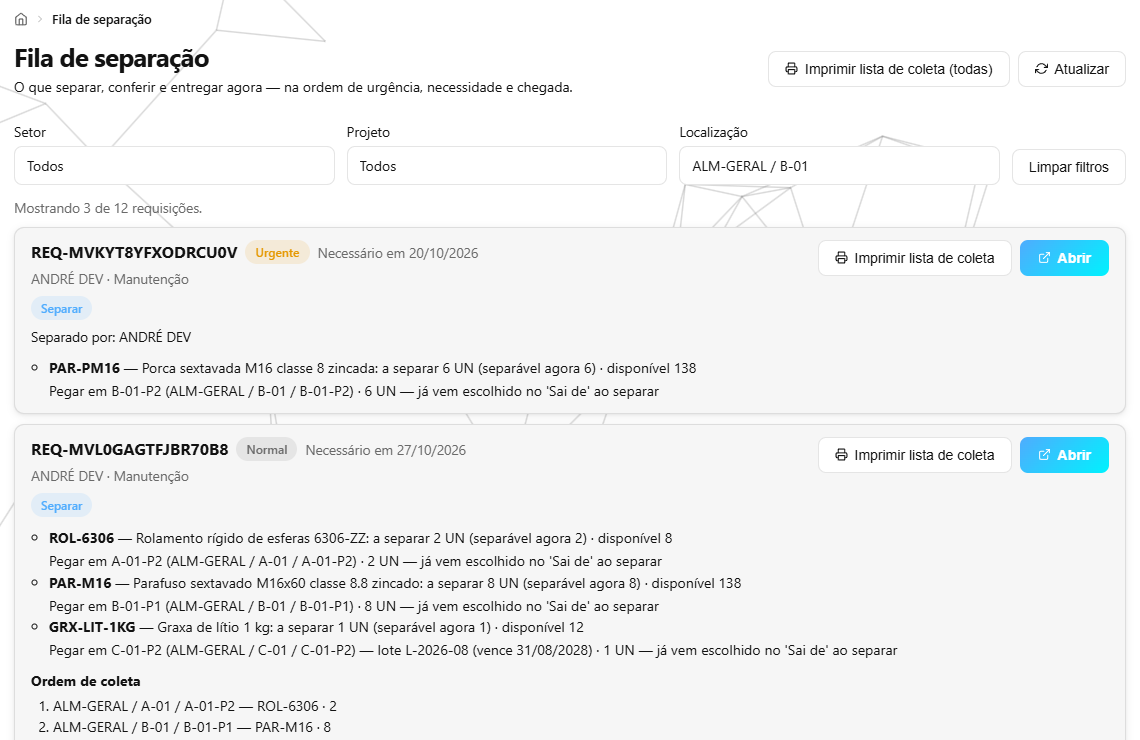 Fila de separação
Fila de separação
O que separar, conferir e entregar agora — na ordem de urgência, necessidade e chegada.
Imprimir lista de coleta (todas)
Atualizar
Setor
Projeto
Localização
Todos
Todos
ALM-GERAL / B-01
Limpar filtros
Mostrando 3 de 12 requisições.
REQ-MVKYT8YFXODRCU0V Urgente Necessário em 20/10/2026
Imprimir lista de coleta
Abrir
ANDRÉ DEV · Manutenção
Separar
Separado por: ANDRÉ DEV
PAR-PM16 — Porca sextavada M16 classe 8 zincada: a separar 6 UN (separável agora 6) · disponível 138
Pegar em B-01-P2 (ALM-GERAL / B-01 / B-01-P2) · 6 UN — já vem escolhido no 'Sai de' ao separar
REQ-MVL0GAGTFJBR70B8 Normal Necessário em 27/10/2026
Imprimir lista de coleta
Abrir
ANDRÉ DEV · Manutenção
Separar
ROL-6306 — Rolamento rígido de esferas 6306-ZZ: a separar 2 UN (separável agora 2) · disponível 8
Pegar em A-01-P2 (ALM-GERAL / A-01 / A-01-P2) · 2 UN — já vem escolhido no 'Sai de' ao separar
PAR-M16 — Parafuso sextavado M16x60 classe 8.8 zincado: a separar 8 UN (separável agora 8) · disponível 138
Pegar em B-01-P1 (ALM-GERAL / B-01 / B-01-P1) · 8 UN — já vem escolhido no 'Sai de' ao separar
GRX-LIT-1KG — Graxa de lítio 1 kg: a separar 1 UN (separável agora 1) · disponível 12
Pegar em C-01-P2 (ALM-GERAL / C-01 / C-01-P2) — lote L-2026-08 (vence 31/08/2028) · 1 UN — já vem escolhido no 'Sai de' ao separar
Ordem de coleta
1. ALM-GERAL / A-01 / A-01-P2 — ROL-6306 · 2
2. ALM-GERAL / B-01 / B-01-P1 — PAR-M16 · 8